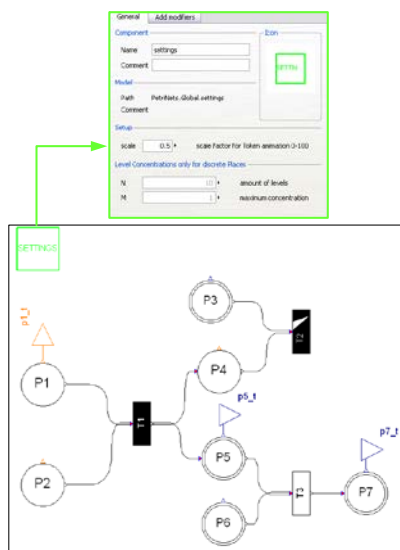 General Add modifiers
Component
Icon
Name settings
Comment
SETTIN
Model
Path PetriNets.Global.settings
Comment
Setup
scale 0.5 scale factor for Token animation 0-100
Level Concentrations only for discrete Places
N 10 amount of levels
M 1 maximum concentration
SETTINGS
p1_t
P3
T2
P1
P4
p5_t
T1
p7_t
P5
P2
T3
P7
P6